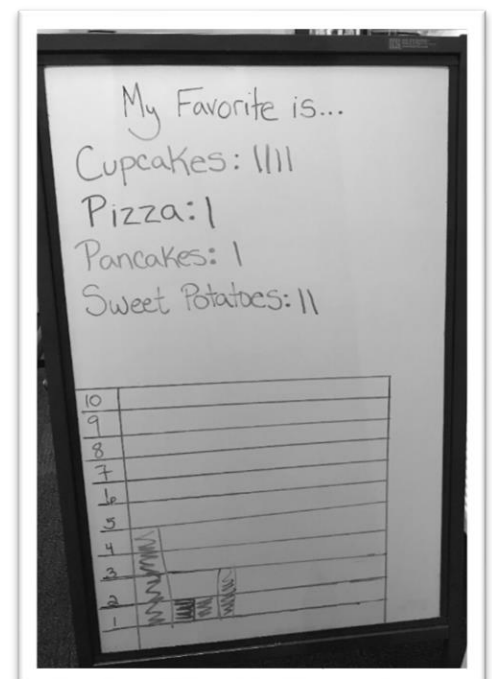 My Favorite is...
Cupcakes: ||||
Pizza: |
Pancakes: |
Sweet Potatoes: ||
10
9
8
7
6
5
4
3
2
1